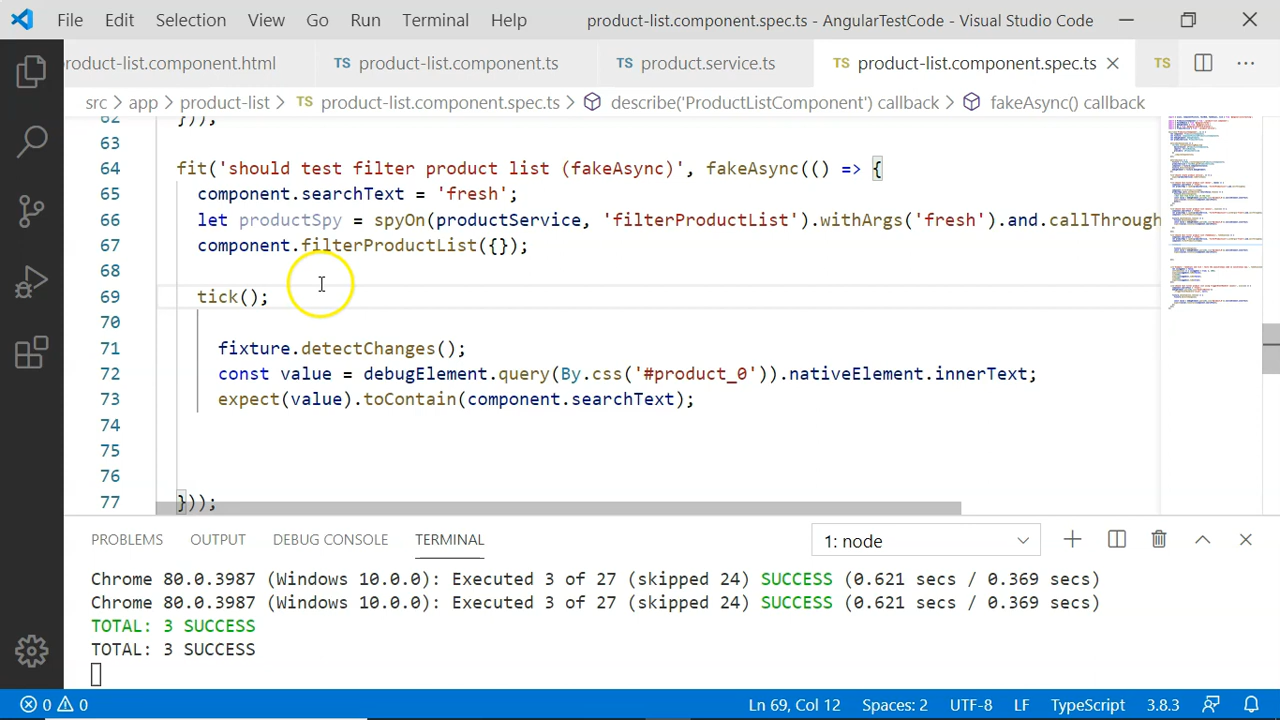 File Edit Selection View Go Run Terminal Help product-list.component.spec.ts - AngularTestCode - Visual Studio Code
product-list.component.html TS product-list.component.ts TS product.service.ts TS product-list.component.spec.ts TS
src > app > product-list > TS product-list.component.spec.ts > describe('ProductListComponent') callback > fakeAsync() callback
62 }));
63
64 fit('should filter product list - fakeAsync', fakeAsync(() => {
65 component.searchText = 
66 let productSpy = spyOn(productService, 'filterProductList').withArgs( ).and.callThrough
67 component.filterProductlist({})
68
69 tick();
70
71 fixture.detectChanges();
72 const value = debugElement.query(By.css('#product_0')).nativeElement.innerText;
73 expect(value).toContain(component.searchText);
74
75
76
77 }));
PROBLEMS OUTPUT DEBUG CONSOLE TERMINAL 1: node
Chrome 80.0.3987 (Windows 10.0.0): Executed 3 of 27 (skipped 24) SUCCESS (0.621 secs / 0.369 secs)
Chrome 80.0.3987 (Windows 10.0.0): Executed 3 of 27 (skipped 24) SUCCESS (0.621 secs / 0.369 secs)
TOTAL: 3 SUCCESS
TOTAL: 3 SUCCESS
0 0 Ln 69, Col 12 Spaces: 2 UTF-8 LF TypeScript 3.8.3